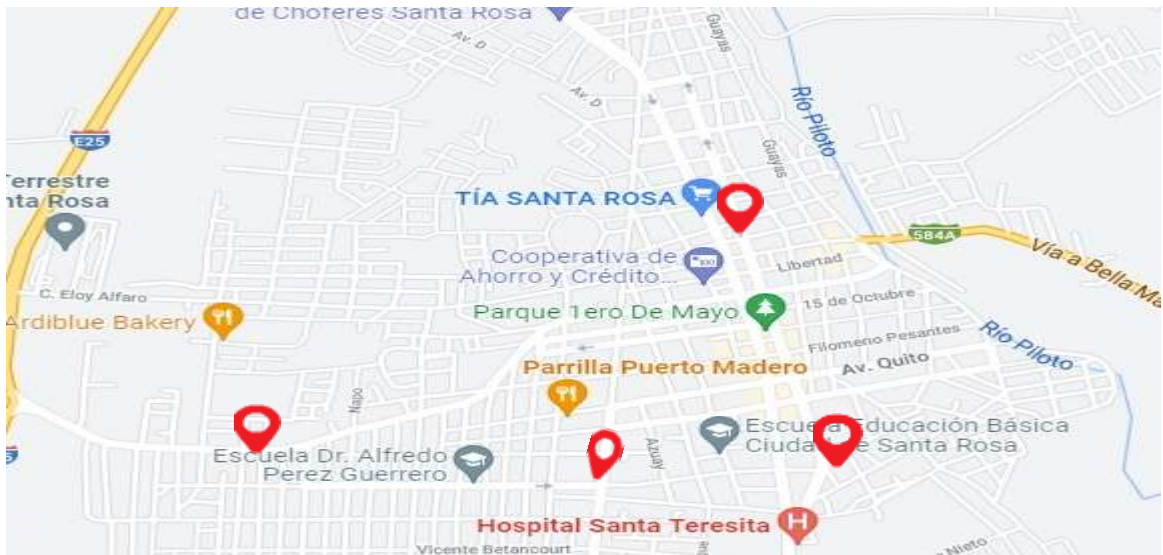 de Choferes Santa Rosa
Guayas
Av. D
Av. D
Río Piloto
E25
Guayas
Terrestre
nta Rosa
TÍA SANTA ROSA
584A
Vía a Bella Ma
Cooperativa de
Ahorro y Crédito...
Libertad
C. Eloy Alfaro
15 de Octubre
Ardiblue Bakery
Parque 1ero De Mayo
Filomeno Pesantes
Río Piloto
Av. Quito
Parrilla Puerto Madero
Napo
Escuela Educación Básica
Ciudad de Santa Rosa
Azuay
Escuela Dr. Alfredo
Perez Guerrero
Hospital Santa Teresita
H
Vicente Betancourt
Nieto